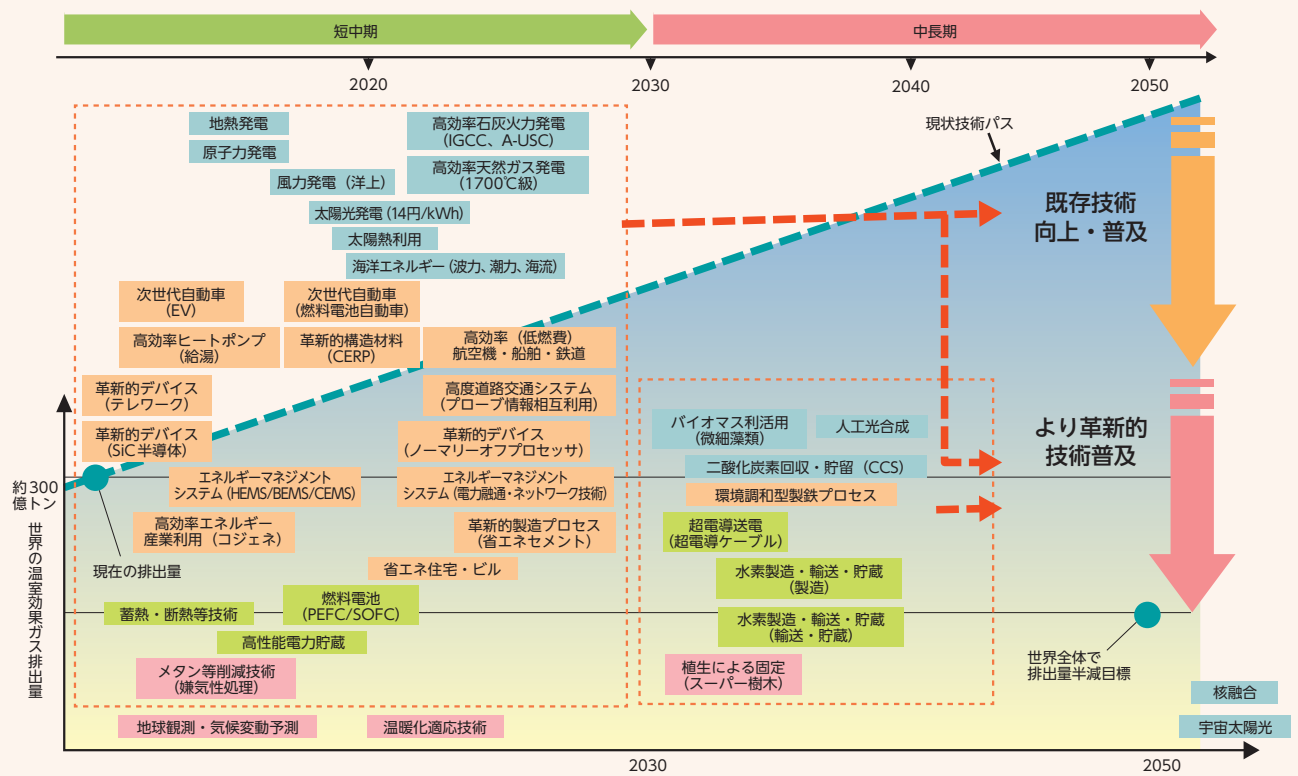 短中期
中長期
2020
2030
2040
2050
地熱発電
原子力発電
風力発電（洋上）
太陽光発電（14円/kWh）
太陽熱利用
海洋エネルギー（波力、潮力、海流）
高効率石炭火力発電
（IGCC、A-USC）
高効率天然ガス発電
（1700℃級）
現状技術パス
既存技術
向上・普及
次世代自動車
（EV）
次世代自動車
（燃料電池自動車）
高効率ヒートポンプ
（給湯）
革新的構造材料
（CERP）
高効率（低燃費）
航空機・船舶・鉄道
革新的デバイス
（テレワーク）
高度道路交通システム
（プローブ情報相互利用）
革新的デバイス
（SiC半導体）
革新的デバイス
（ノーマリーオフプロセッサ）
エネルギーマネジメント
システム（HEMS/BEMS/CEMS）
エネルギーマネジメント
システム（電力融通・ネットワーク技術）
高効率エネルギー
産業利用（コジェネ）
革新的製造プロセス
（省エネセメント）
省エネ住宅・ビル
蓄熱・断熱等技術
燃料電池
（PEFC/SOFC）
高性能電力貯蔵
メタン等削減技術
（嫌気性処理）
地球観測・気候変動予測
温暖化適応技術
バイオマス利活用
（微細藻類）
人工光合成
二酸化炭素回収・貯留（CCS）
環境調和型製鉄プロセス
超電導送電
（超電導ケーブル）
水素製造・輸送・貯蔵
（製造）
水素製造・輸送・貯蔵
（輸送・貯蔵）
植生による固定
（スーパー樹木）
より革新的
技術普及
約300
億トン
世界の温室効果ガス排出量
現在の排出量
世界全体で
排出量半減目標
核融合
宇宙太陽光
2030
2050